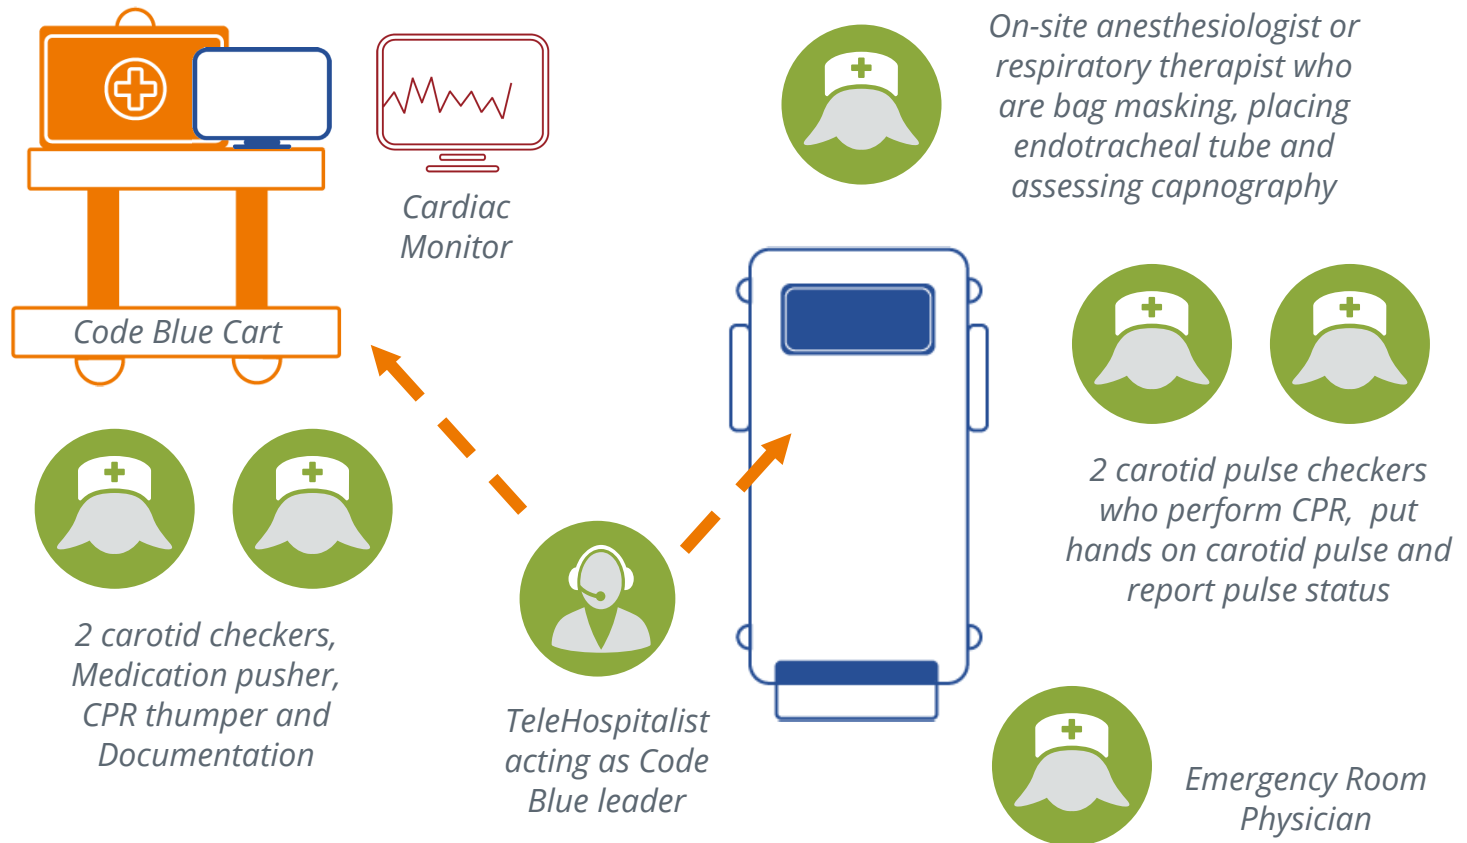 On-site anesthesiologist or
respiratory therapist who
are bag masking, placing
endotracheal tube and
assessing capnography
Cardiac
Monitor
Code Blue Cart
2 carotid pulse checkers
who perform CPR, put
hands on carotid pulse and
report pulse status
2 carotid checkers,
Medication pusher,
CPR thumper and
Documentation
TeleHospitalist
acting as Code
Blue leader
Emergency Room
Physician